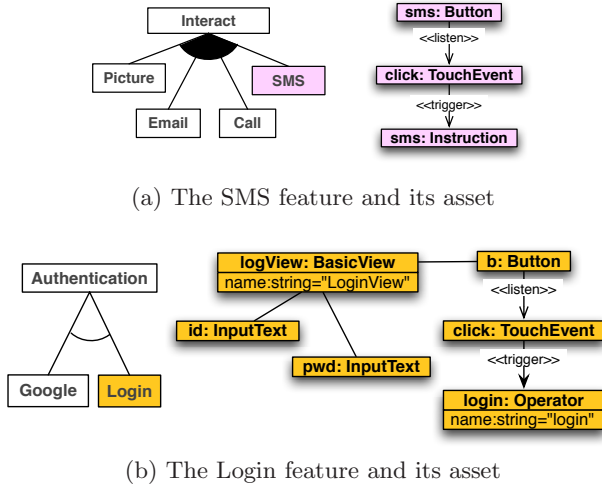 Interact
Picture
Email
Call
SMS
sms: Button
<<listen>>
click: TouchEvent
<<trigger>>
sms: Instruction
(a) The SMS feature and its asset
Authentication
Google
Login
logView: BasicView
name:string="LoginView"
id: InputText
pwd: InputText
b: Button
<<listen>>
click: TouchEvent
<<trigger>>
login: Operator
name:string="login"
(b) The Login feature and its asset